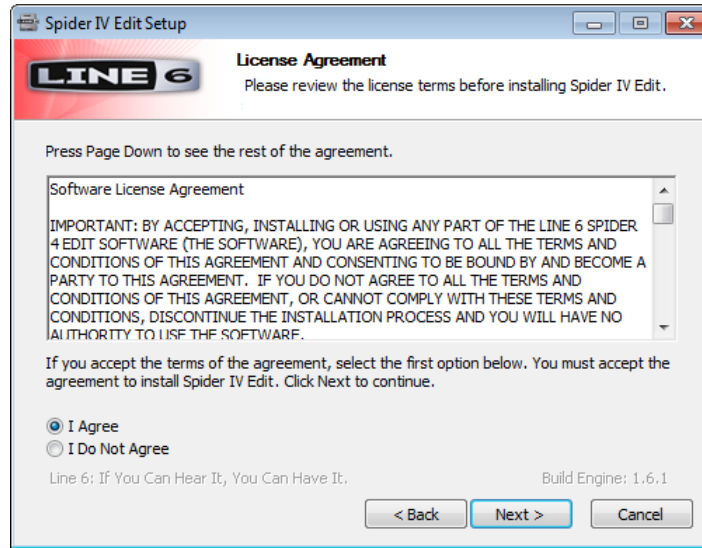 Spider IV Edit Setup
LINE 6
License Agreement
Please review the license terms before installing Spider IV Edit.
Press Page Down to see the rest of the agreement.
Software License Agreement
IMPORTANT: BY ACCEPTING, INSTALLING OR USING ANY PART OF THE LINE 6 SPIDER
4 EDIT SOFTWARE (THE SOFTWARE), YOU ARE AGREEING TO ALL THE TERMS AND
CONDITIONS OF THIS AGREEMENT AND CONSENTING TO BE BOUND BY AND BECOME A
PARTY TO THIS AGREEMENT.  IF YOU DO NOT AGREE TO ALL THE TERMS AND
CONDITIONS OF THIS AGREEMENT, OR CANNOT COMPLY WITH THESE TERMS AND
CONDITIONS, DISCONTINUE THE INSTALLATION PROCESS AND YOU WILL HAVE NO
AUTHORITY TO USE THE SOFTWARE.
If you accept the terms of the agreement, select the first option below. You must accept the
agreement to install Spider IV Edit. Click Next to continue.
I Agree
I Do Not Agree
Line 6: If You Can Hear It, You Can Have It.
Build Engine: 1.6.1
< Back
Next >
Cancel